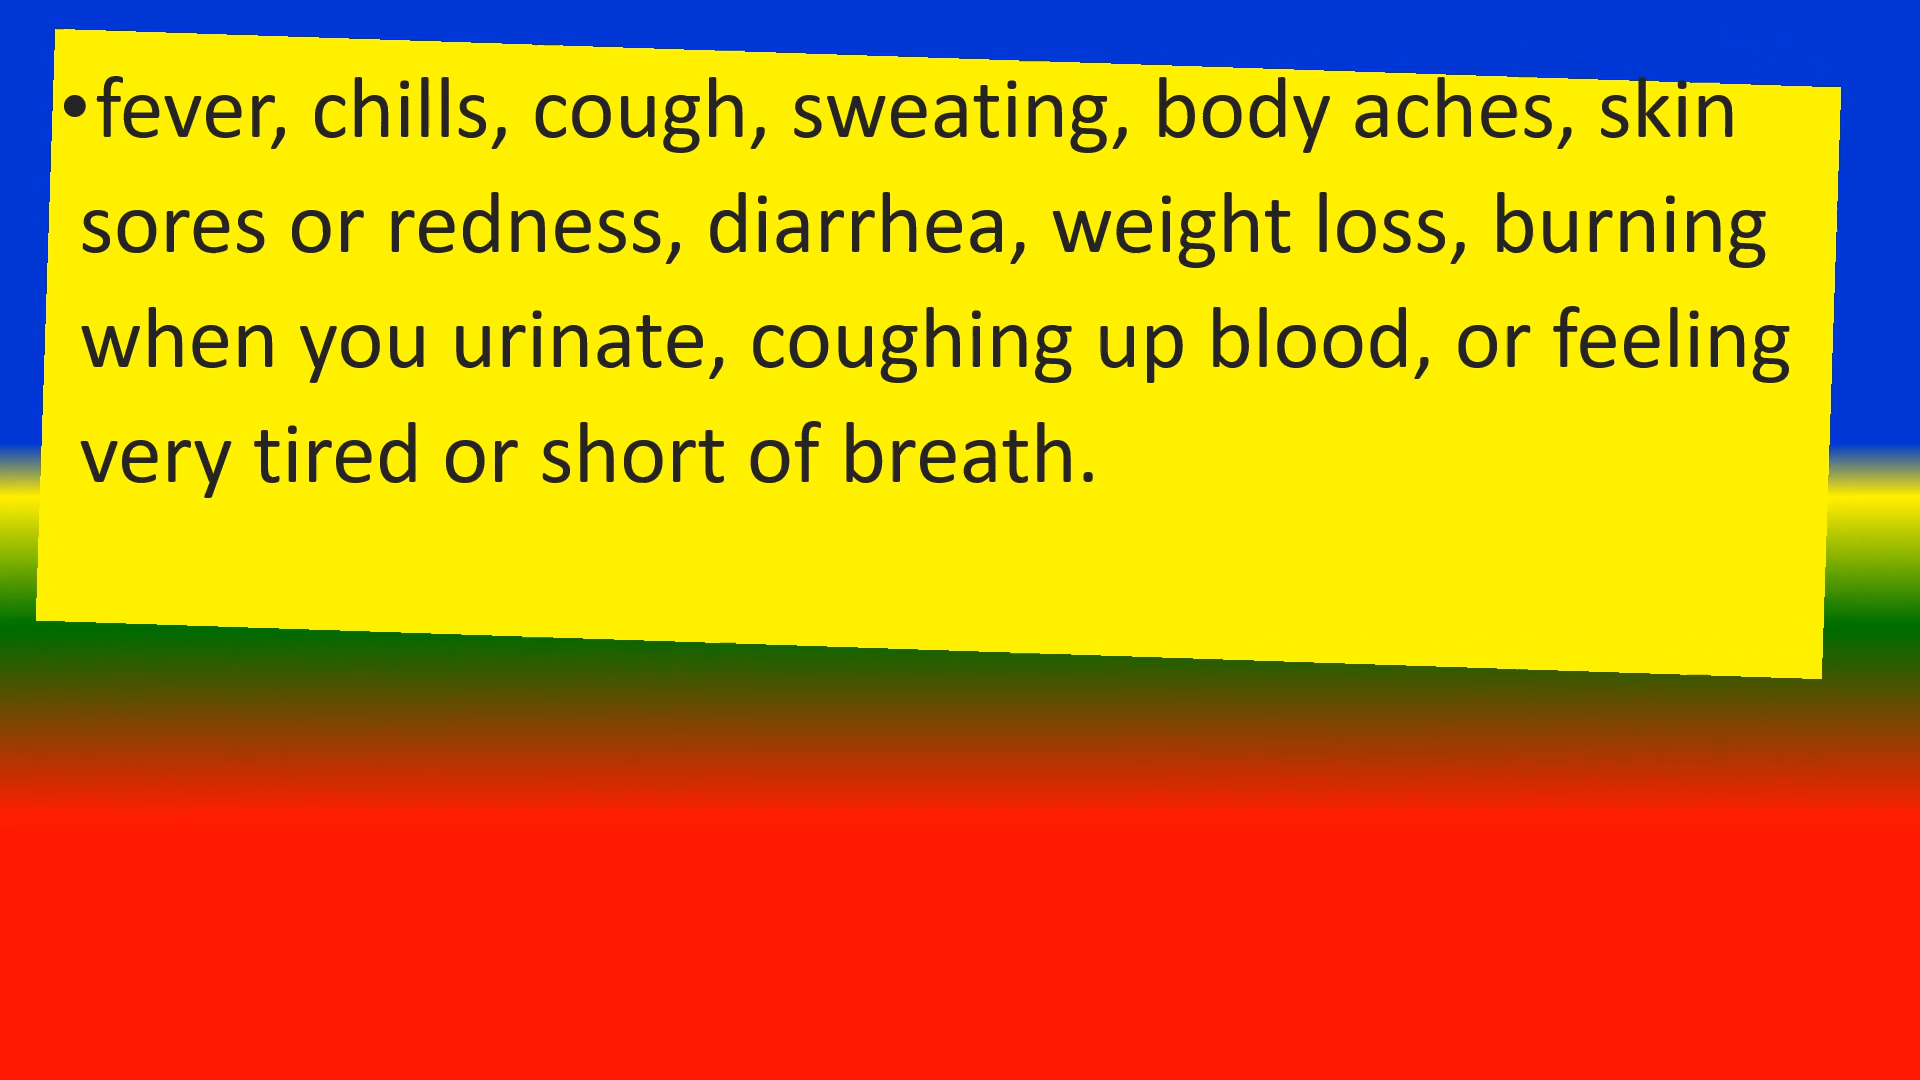 •fever, chills, cough, sweating, body aches, skin
sores or redness, diarrhea, weight loss, burning
when you urinate, coughing up blood, or feeling
very tired or short of breath.